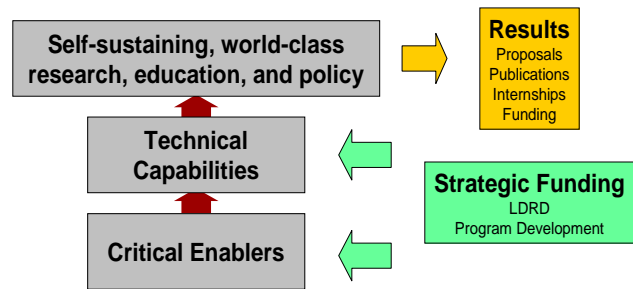 Self-sustaining, world-class
research, education, and policy
Results
Proposals
Publications
Internships
Funding
Technical
Capabilities
Strategic Funding
LDRD
Program Development
Critical Enablers